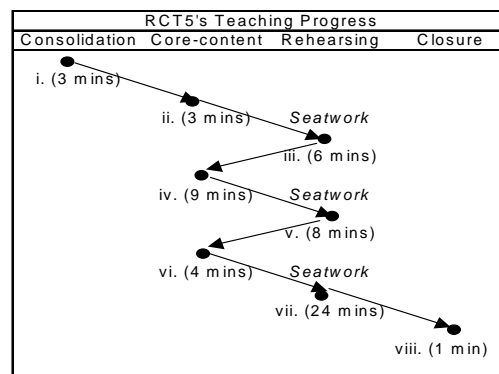 RCT5's Teaching Progress
Consolidation Core-content Rehearsing Closure
i. (3 mins)
ii. (3 mins)
Seatwork
iii. (6 mins)
iv. (9 mins)
Seatwork
v. (8 mins)
vi. (4 mins)
Seatwork
vii. (24 mins)
viii. (1 min)